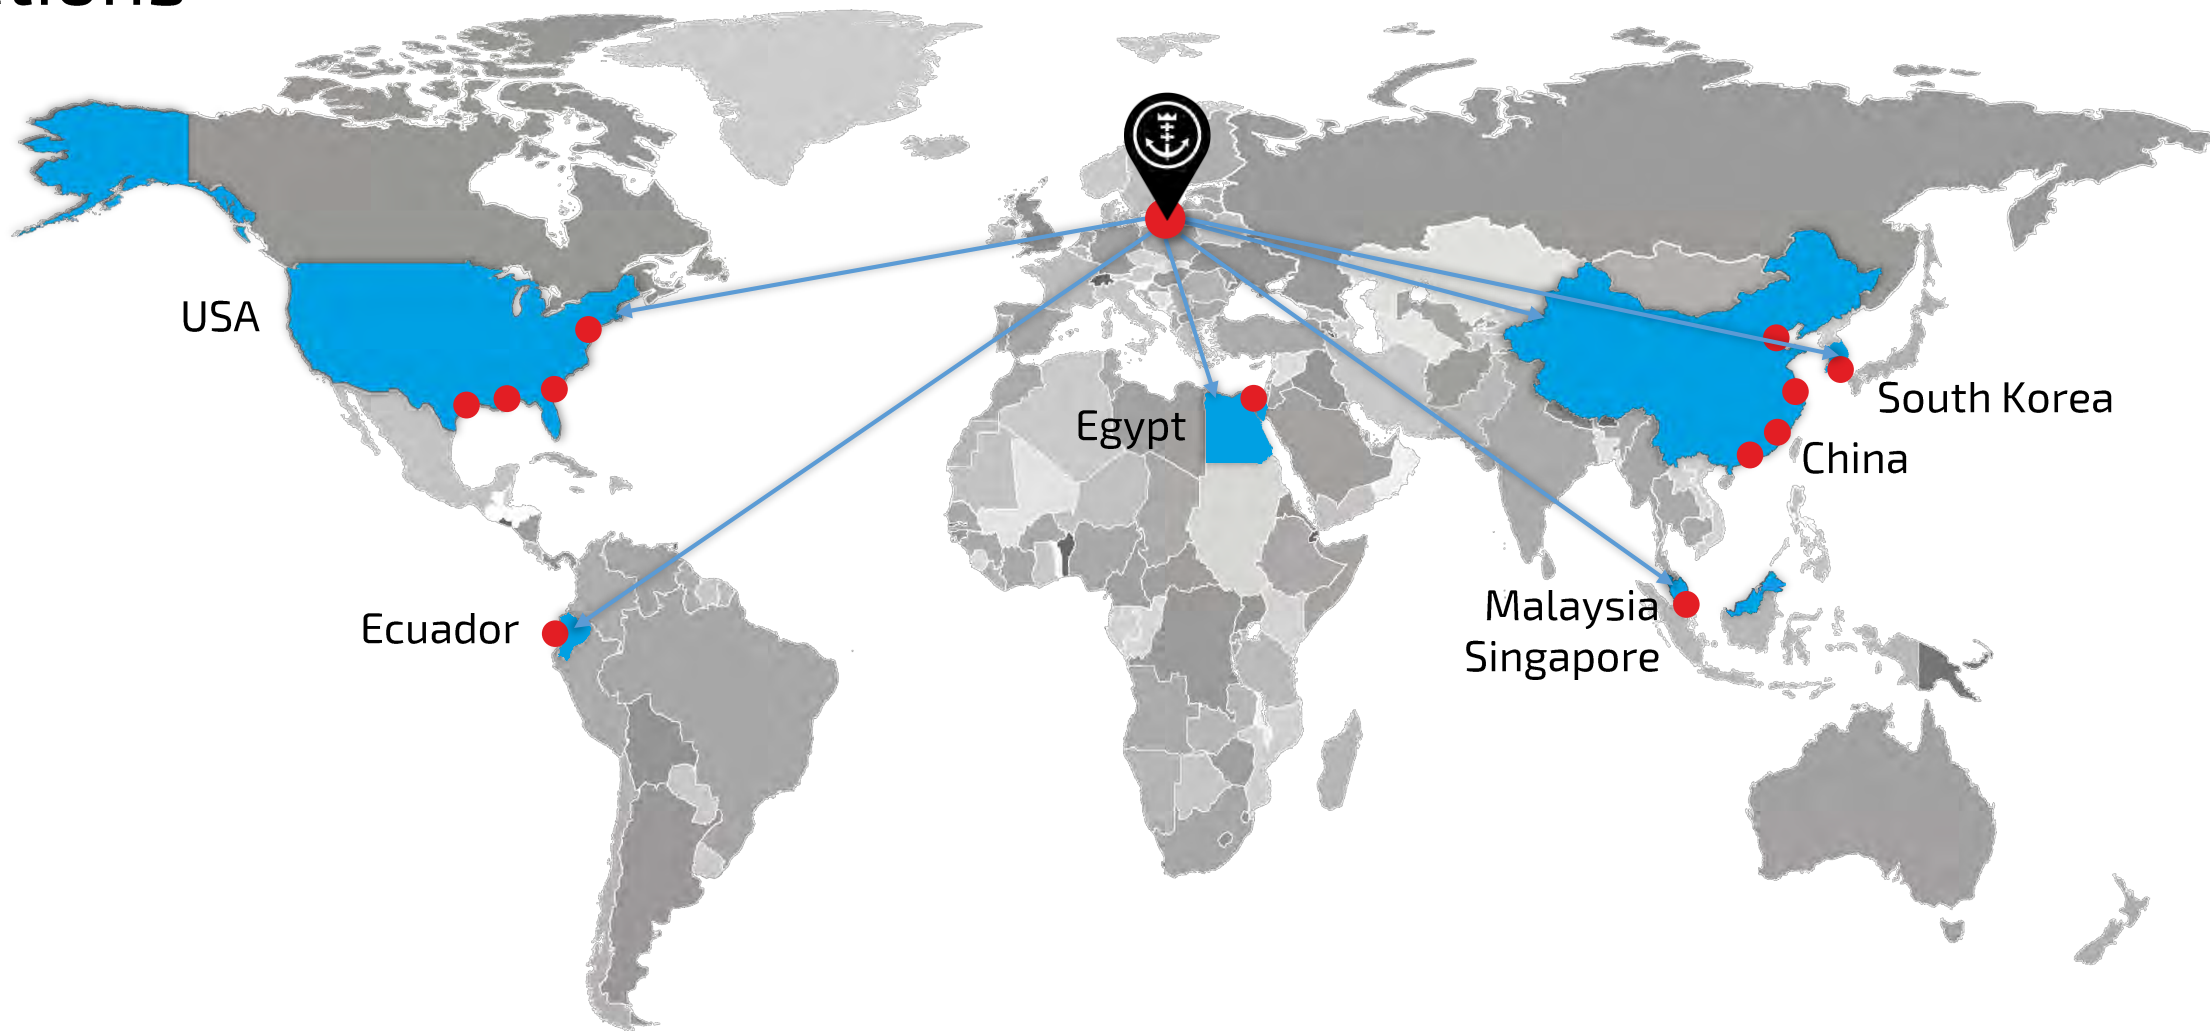 USA
South Korea
Egypt
China
Malaysia
Singapore
Ecuador